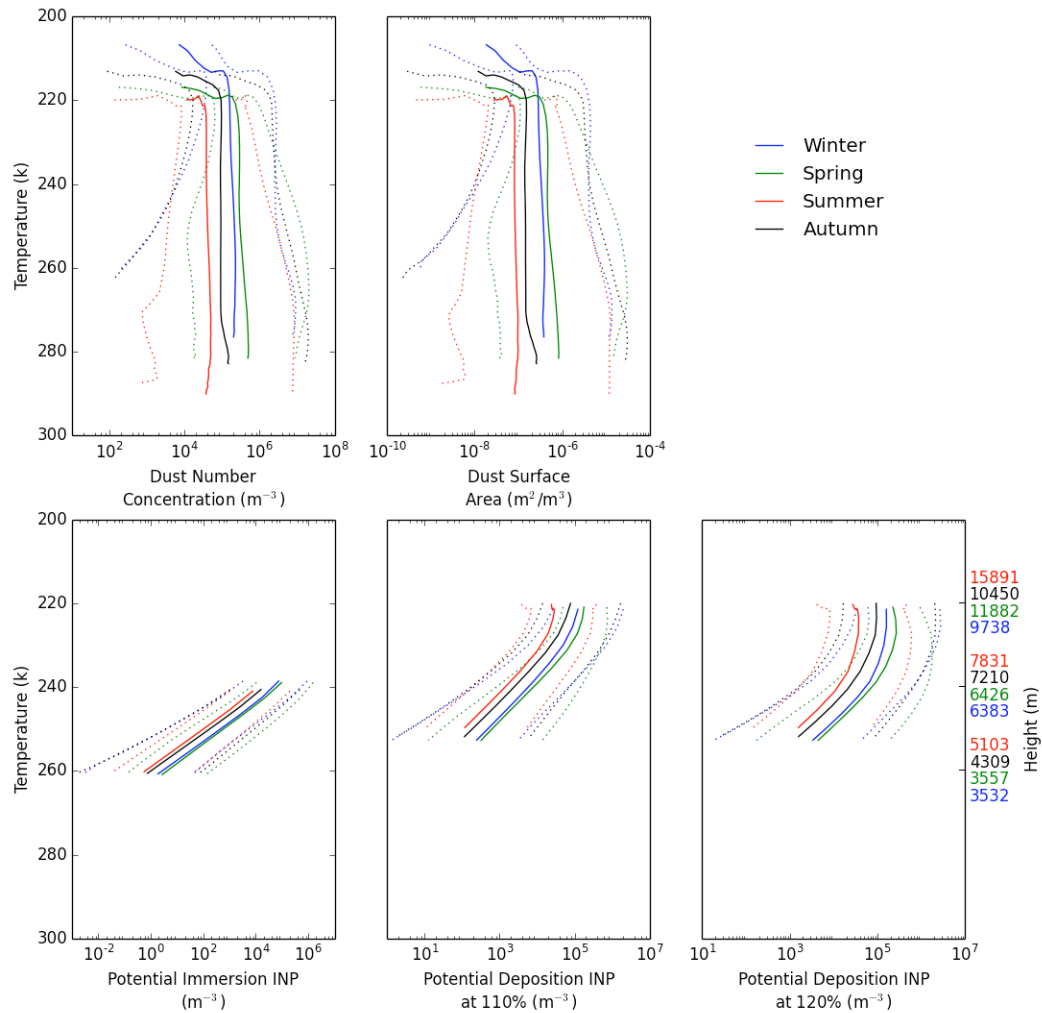 200
220
240
260
280
300
Temperature (k)
10^2
10^4
10^6
10^8
Dust Number
Concentration (m^−3)
10^-10
10^-8
10^-6
10^-4
Dust Surface
Area (m^2/m^3)
Winter
Spring
Summer
Autumn
200
220
240
260
280
300
Temperature (k)
10^-2
10^0
10^2
10^4
10^6
Potential Immersion INP
(m^−3)
10^1
10^3
10^5
10^7
Potential Deposition INP
at 110% (m^−3)
10^1
10^3
10^5
10^7
Potential Deposition INP
at 120% (m^−3)
15891
10450
11882
9738
7831
7210
6426
6383
5103
4309
3557
3532
Height (m)